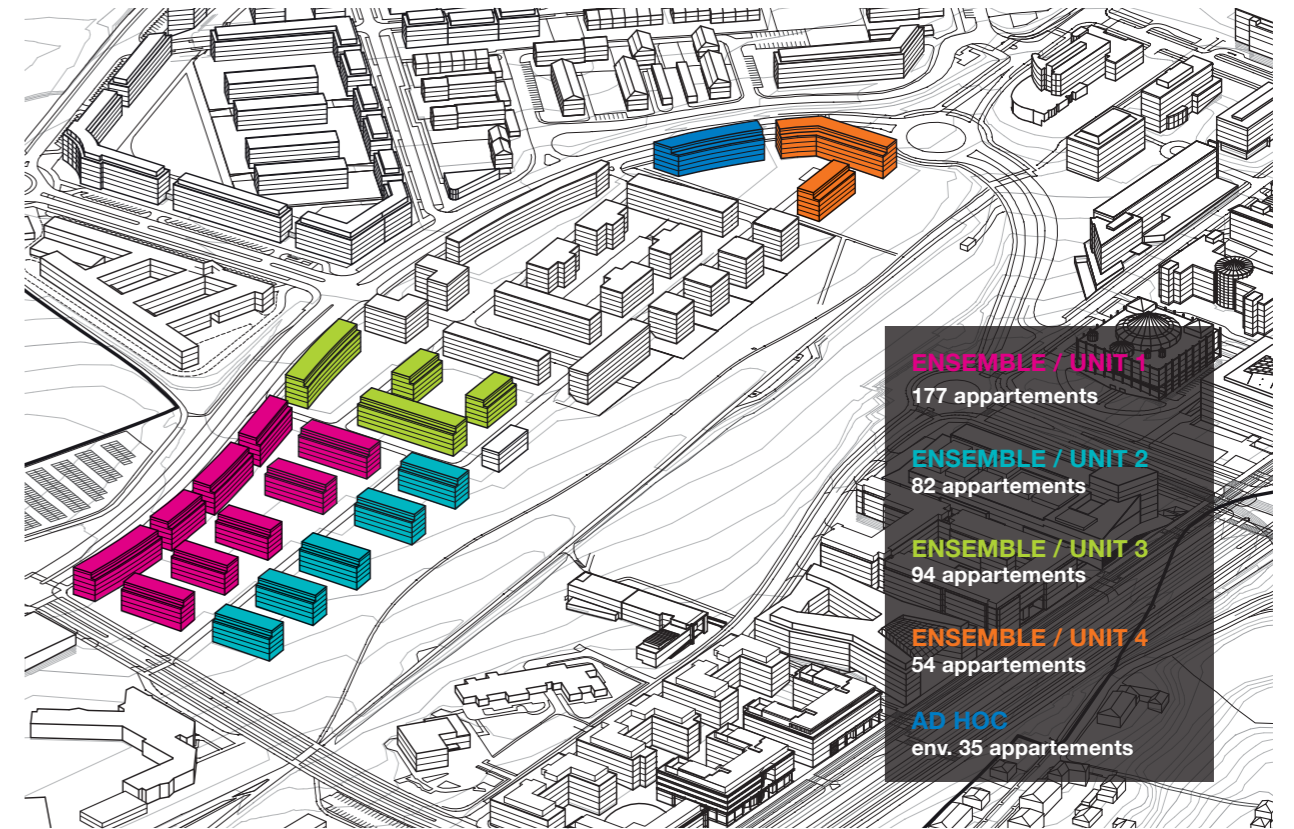 ENSEMBLE / UNIT 1
177 appartements
ENSEMBLE / UNIT 2
82 appartements
ENSEMBLE / UNIT 3
94 appartements
ENSEMBLE / UNIT 4
54 appartements
AD HOC
env. 35 appartements